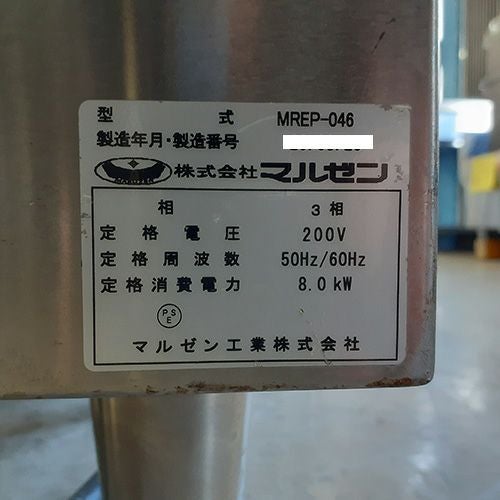 型 式 MREP-046
製造年月・製造番号
MARUZEN 株式会社マルゼン
相 3相
定格電圧 200V
定格周波数 50Hz/60Hz
定格消費電力 8.0kW
PSE
マルゼン工業株式会社